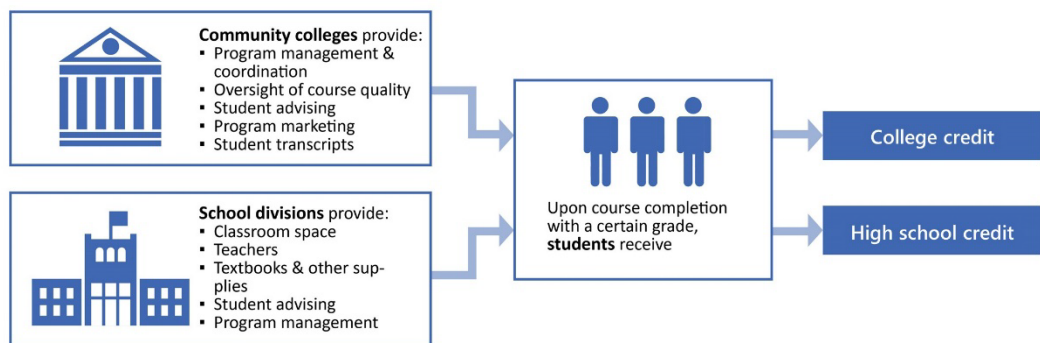 Community colleges provide:
▪ Program management &
coordination
▪ Oversight of course quality
▪ Student advising
▪ Program marketing
▪ Student transcripts
School divisions provide:
▪ Classroom space
▪ Teachers
▪ Textbooks & other sup-
plies
▪ Student advising
▪ Program management
Upon course completion
with a certain grade,
students receive
College credit
High school credit